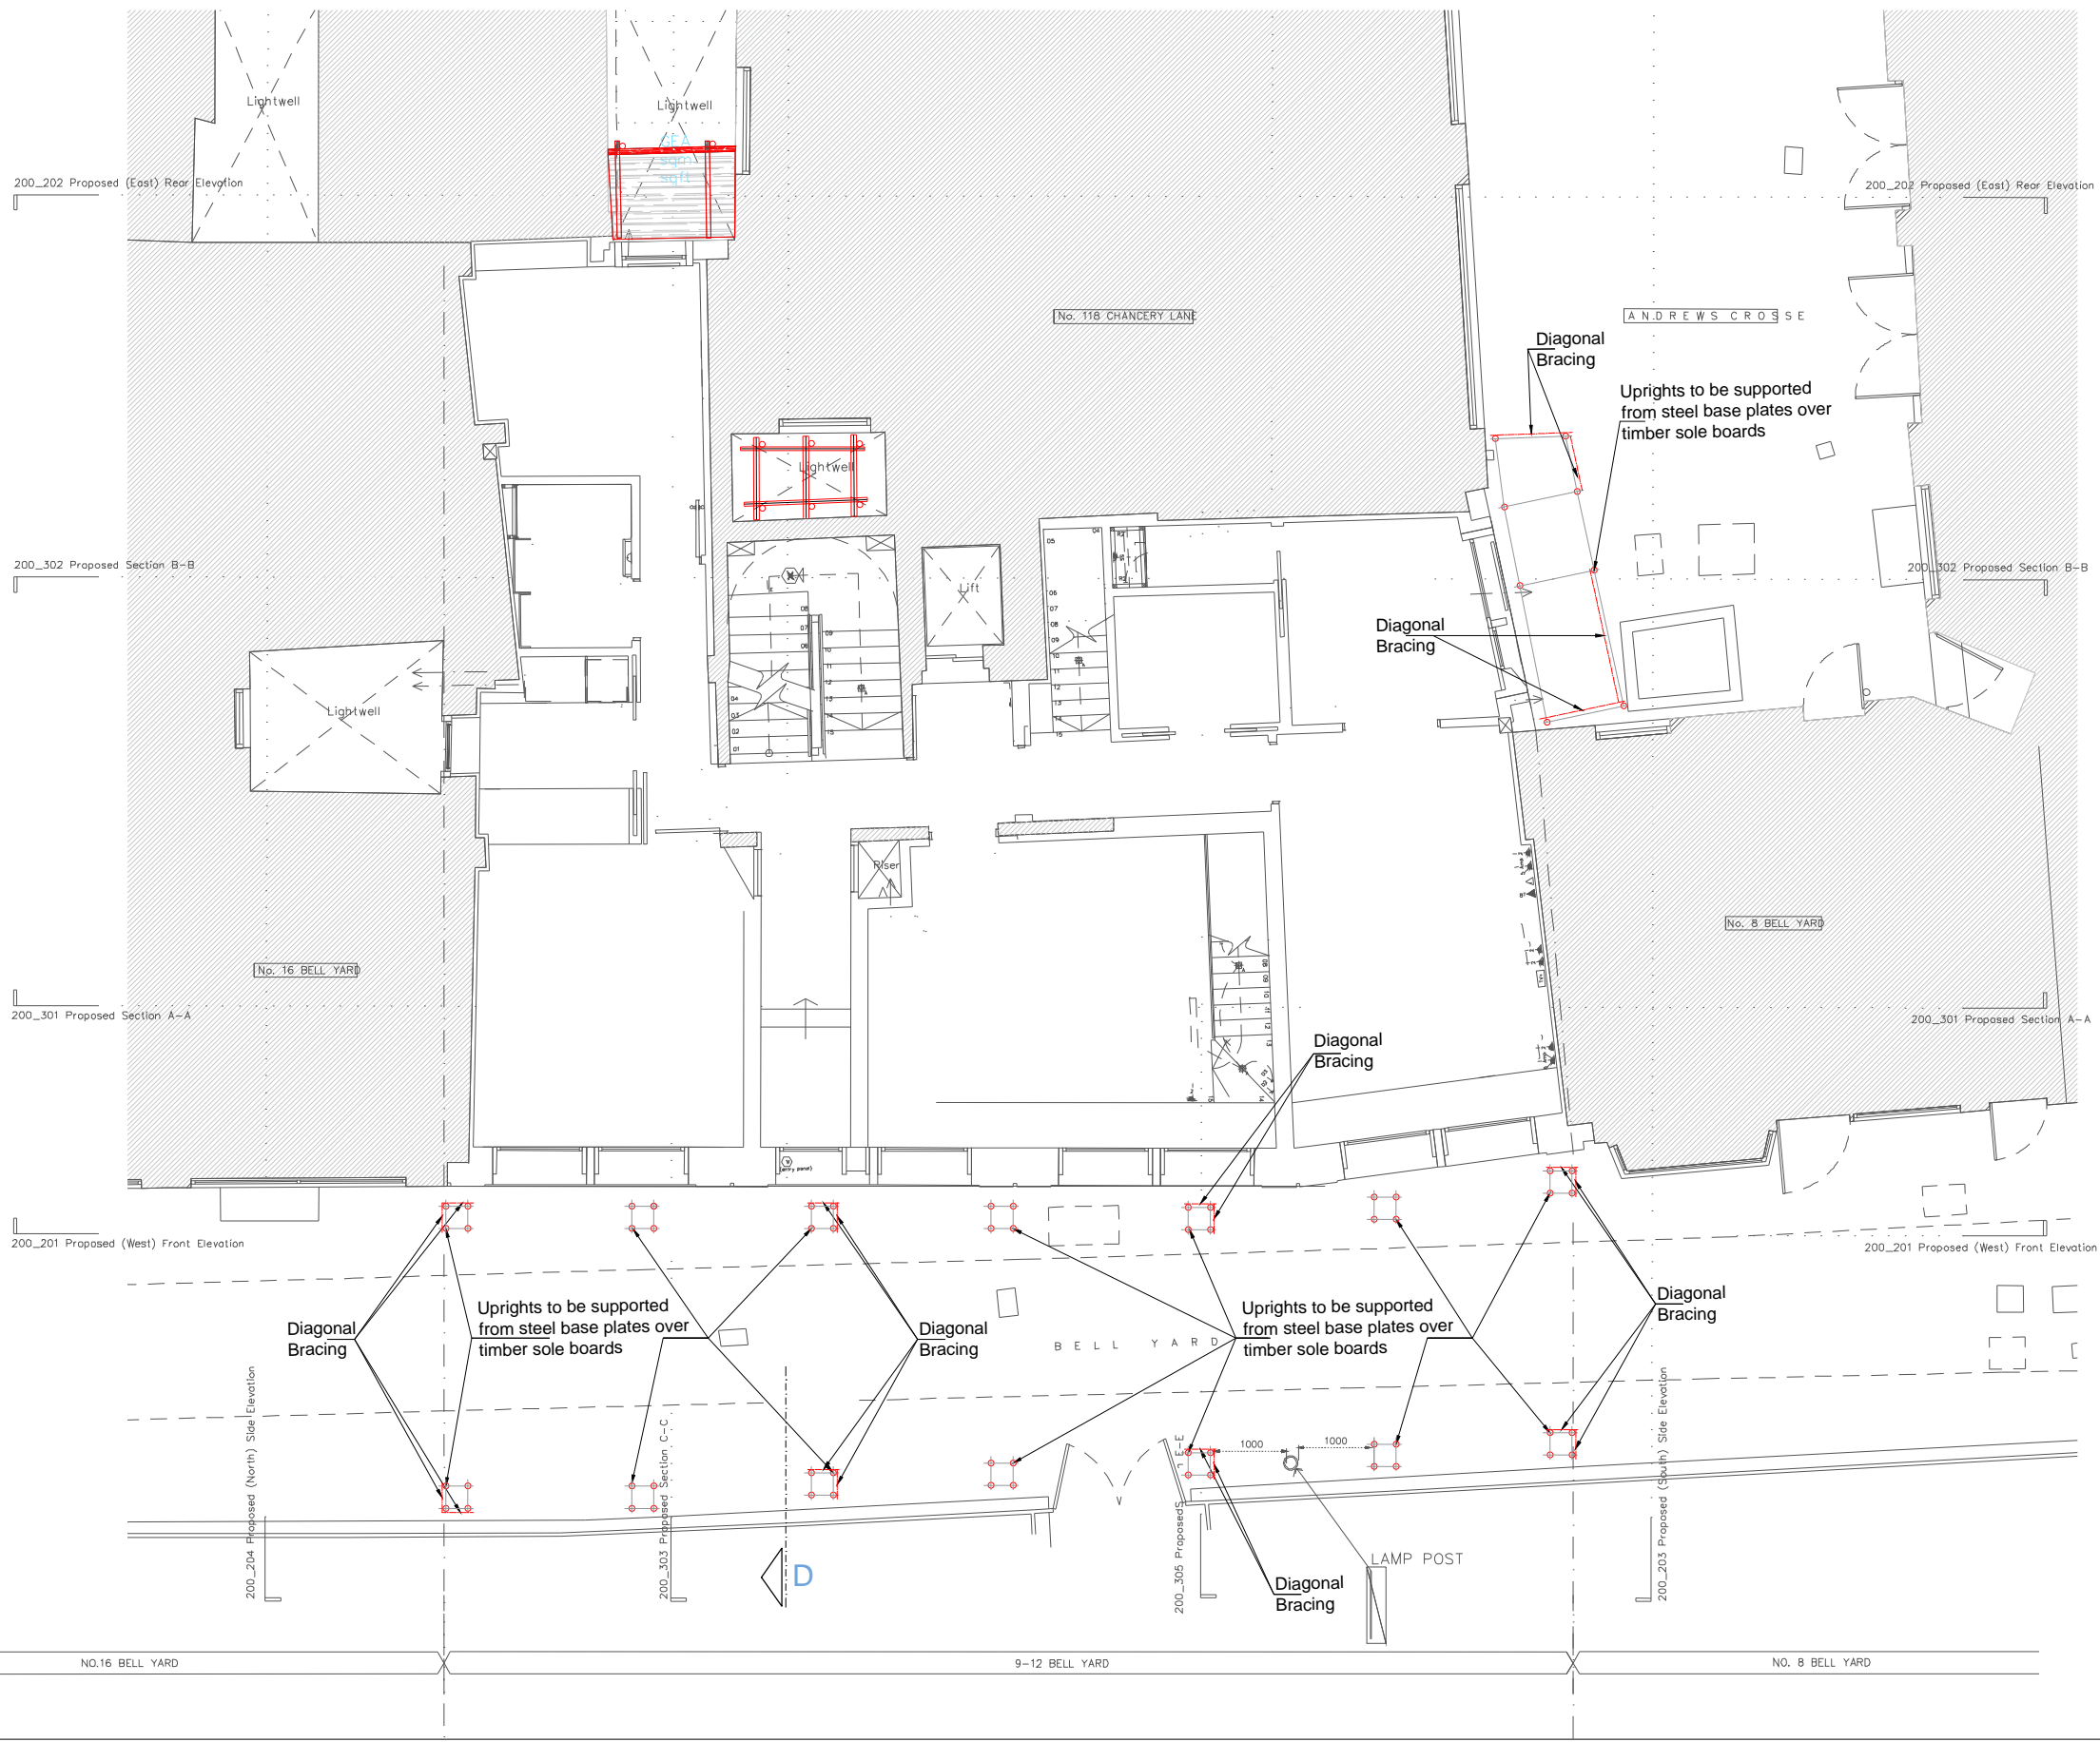 Lightwell
Lightwell
GEA
sqm
sqft
200_202 Proposed (East) Rear Elevation
200_202 Proposed (East) Rear Elevation
No. 118 CHANCERY LANE
ANDREWS CROSSE
Diagonal
Bracing
Uprights to be supported
from steel base plates over
timber sole boards
Lightwell
200_302 Proposed Section B-B
200_302 Proposed Section B-B
Lift
Diagonal
Bracing
Lightwell
Riser
No. 8 BELL YARD
No. 16 BELL YARD
200_301 Proposed Section A-A
200_301 Proposed Section A-A
Diagonal
Bracing
(entry panel)
200_201 Proposed (West) Front Elevation
200_201 Proposed (West) Front Elevation
Diagonal
Bracing
Uprights to be supported
from steel base plates over
timber sole boards
Diagonal
Bracing
BELL YARD
Uprights to be supported
from steel base plates over
timber sole boards
Diagonal
Bracing
200_204 Proposed (North) Side Elevation
200_303 Proposed Section C-C
D
200_305 Proposed
E-E
1000
1000
200_203 Proposed (South) Side Elevation
LAMP POST
Diagonal
Bracing
NO.16 BELL YARD
9-12 BELL YARD
NO. 8 BELL YARD